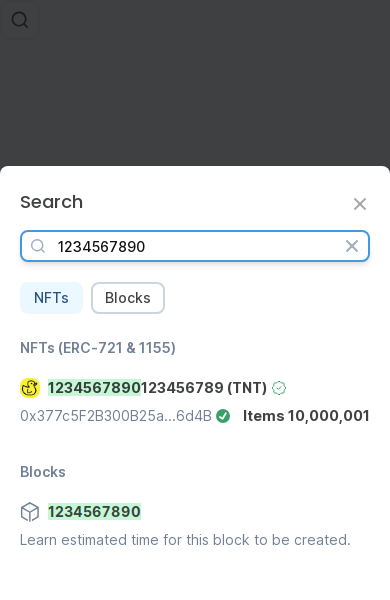 Search
1234567890
NFTs Blocks
NFTs (ERC-721 & 1155)
1234567890123456789 (TNT)
0x377c5F2B300B25a...6d4B Items 10,000,001
Blocks
1234567890
Learn estimated time for this block to be created.